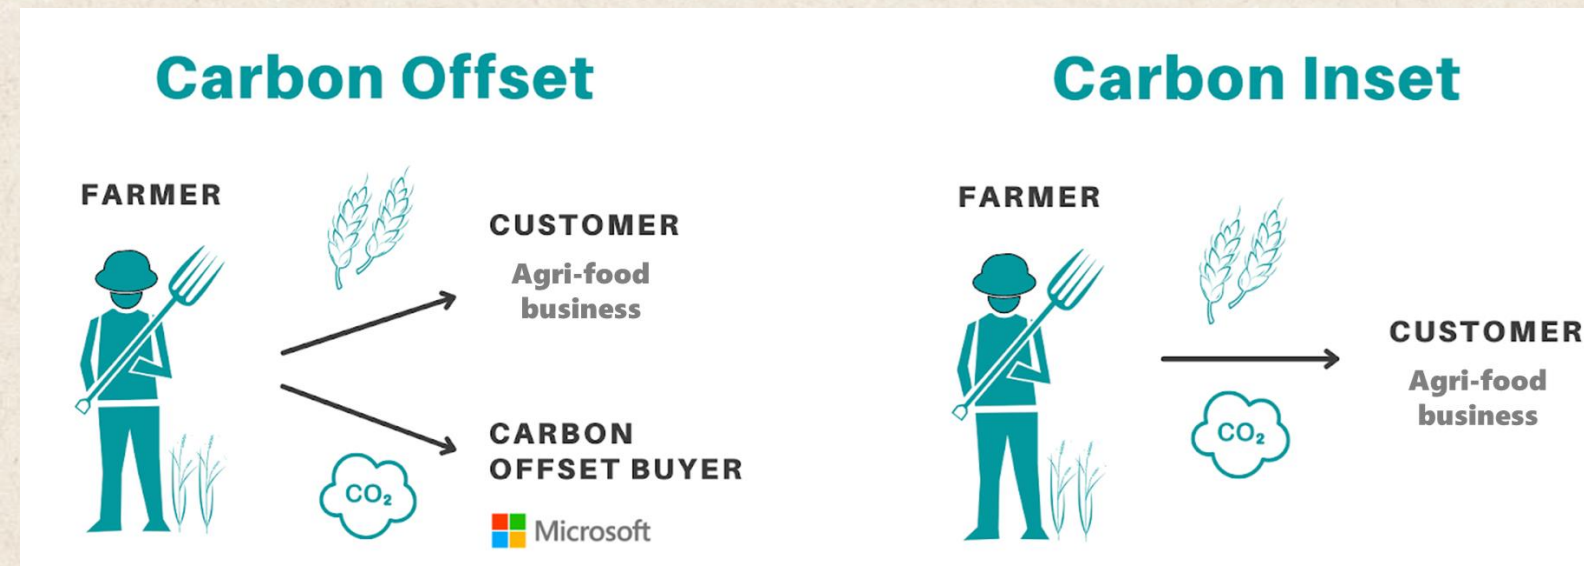 Carbon Offset
FARMER
CUSTOMER
Agri-food
business
CO₂
CARBON
OFFSET BUYER
Microsoft
Carbon Inset
FARMER
CUSTOMER
Agri-food
business
CO₂